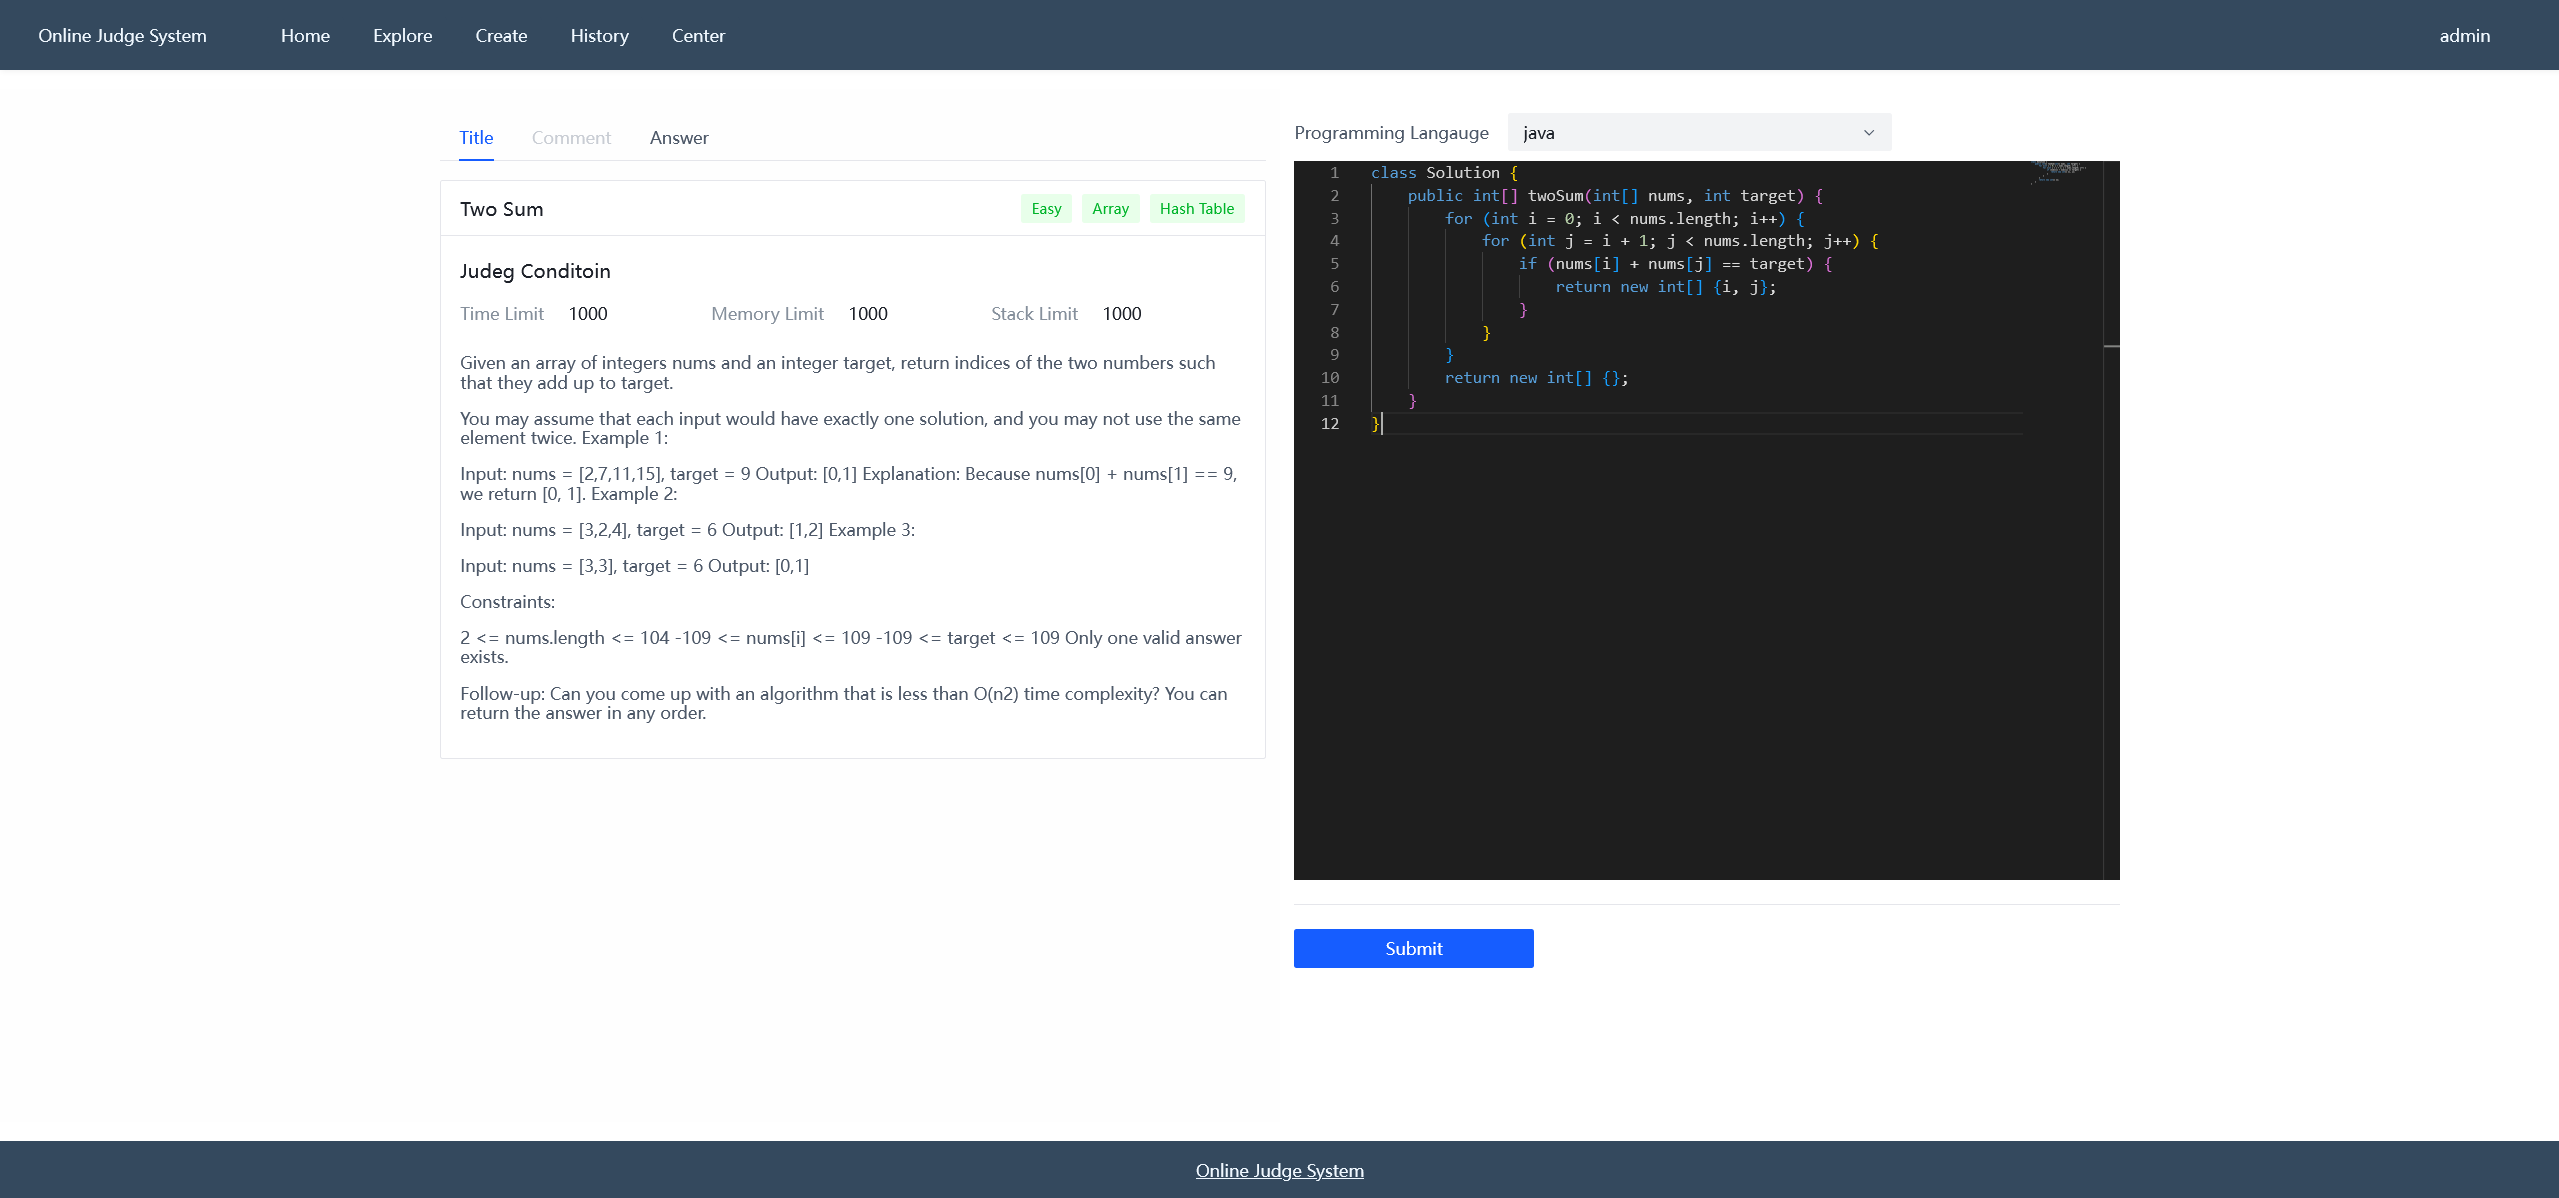 Online Judge System Home Explore Create History Center admin
Title Comment Answer
Two Sum Easy Array Hash Table
Judeg Conditoin
Time Limit 1000 Memory Limit 1000 Stack Limit 1000
Given an array of integers nums and an integer target, return indices of the two numbers such
that they add up to target.
You may assume that each input would have exactly one solution, and you may not use the same
element twice. Example 1:
Input: nums = [2,7,11,15], target = 9 Output: [0,1] Explanation: Because nums[0] + nums[1] == 9,
we return [0, 1]. Example 2:
Input: nums = [3,2,4], target = 6 Output: [1,2] Example 3:
Input: nums = [3,3], target = 6 Output: [0,1]
Constraints:
2 <= nums.length <= 104 -109 <= nums[i] <= 109 -109 <= target <= 109 Only one valid answer
exists.
Follow-up: Can you come up with an algorithm that is less than O(n2) time complexity? You can
return the answer in any order.
Programming Langauge java
1 class Solution {
2 public int[] twoSum(int[] nums, int target) {
3 for (int i = 0; i < nums.length; i++) {
4 for (int j = i + 1; j < nums.length; j++) {
5 if (nums[i] + nums[j] == target) {
6 return new int[] {i, j};
7 }
8 }
9 }
10 return new int[] {};
11 }
12 }
Submit
Online Judge System